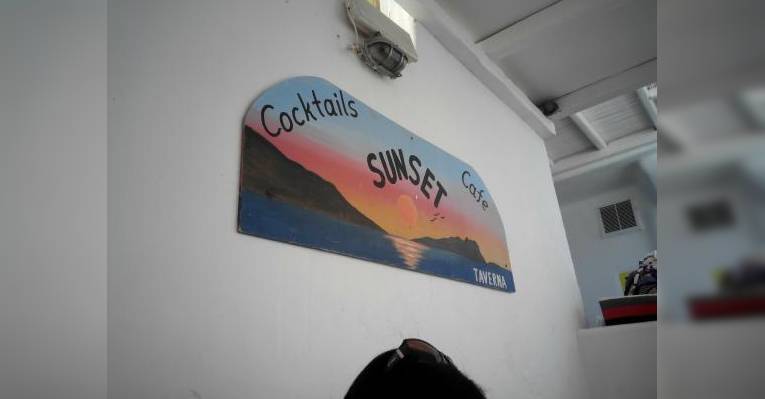 Cocktails
SUNSET
Cafe
TAVERNA